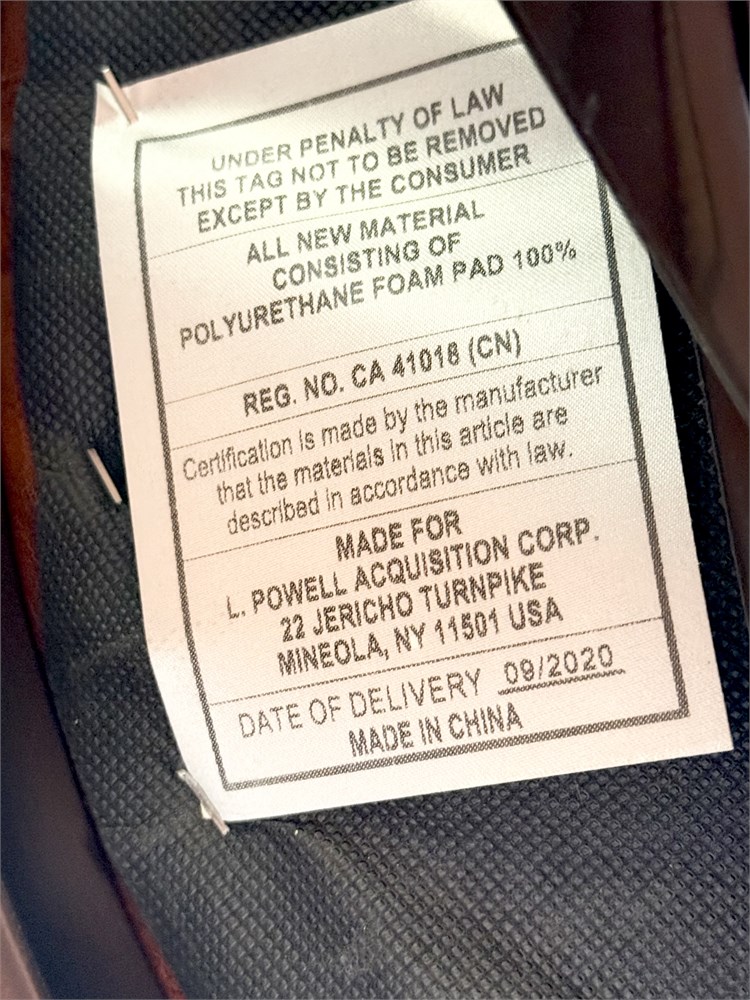 UNDER PENALTY OF LAW
THIS TAG NOT TO BE REMOVED
EXCEPT BY THE CONSUMER
ALL NEW MATERIAL
CONSISTING OF
POLYURETHANE FOAM PAD 100%
REG. NO. CA 41018 (CN)
Certification is made by the manufacturer
that the materials in this article are
described in accordance with law.
MADE FOR
L. POWELL ACQUISITION CORP.
22 JERICHO TURNPIKE
MINEOLA, NY 11501 USA
DATE OF DELIVERY 09/2020
MADE IN CHINA